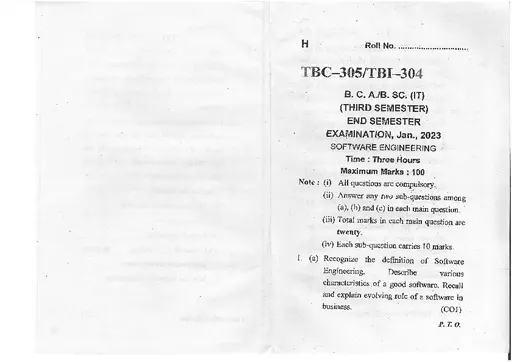 H Roll No. ..............................
TBC–305/TBI–304
B. C. A./B. SC. (IT)
(THIRD SEMESTER)
END SEMESTER
EXAMINATION, Jan., 2023
SOFTWARE ENGINEERING
Time : Three Hours
Maximum Marks : 100
Note : (i) All questions are compulsory.
(ii) Answer any two sub-questions among
(a), (b) and (c) in each main question.
(iii) Total marks in each main question are
twenty.
(iv) Each sub-question carries 10 marks.
1. (a) Recognize the definition of Software
Engineering. Describe various
characteristics of a good software. Recall
and explain evolving role of a software in
business. (CO1)
P. T. O.